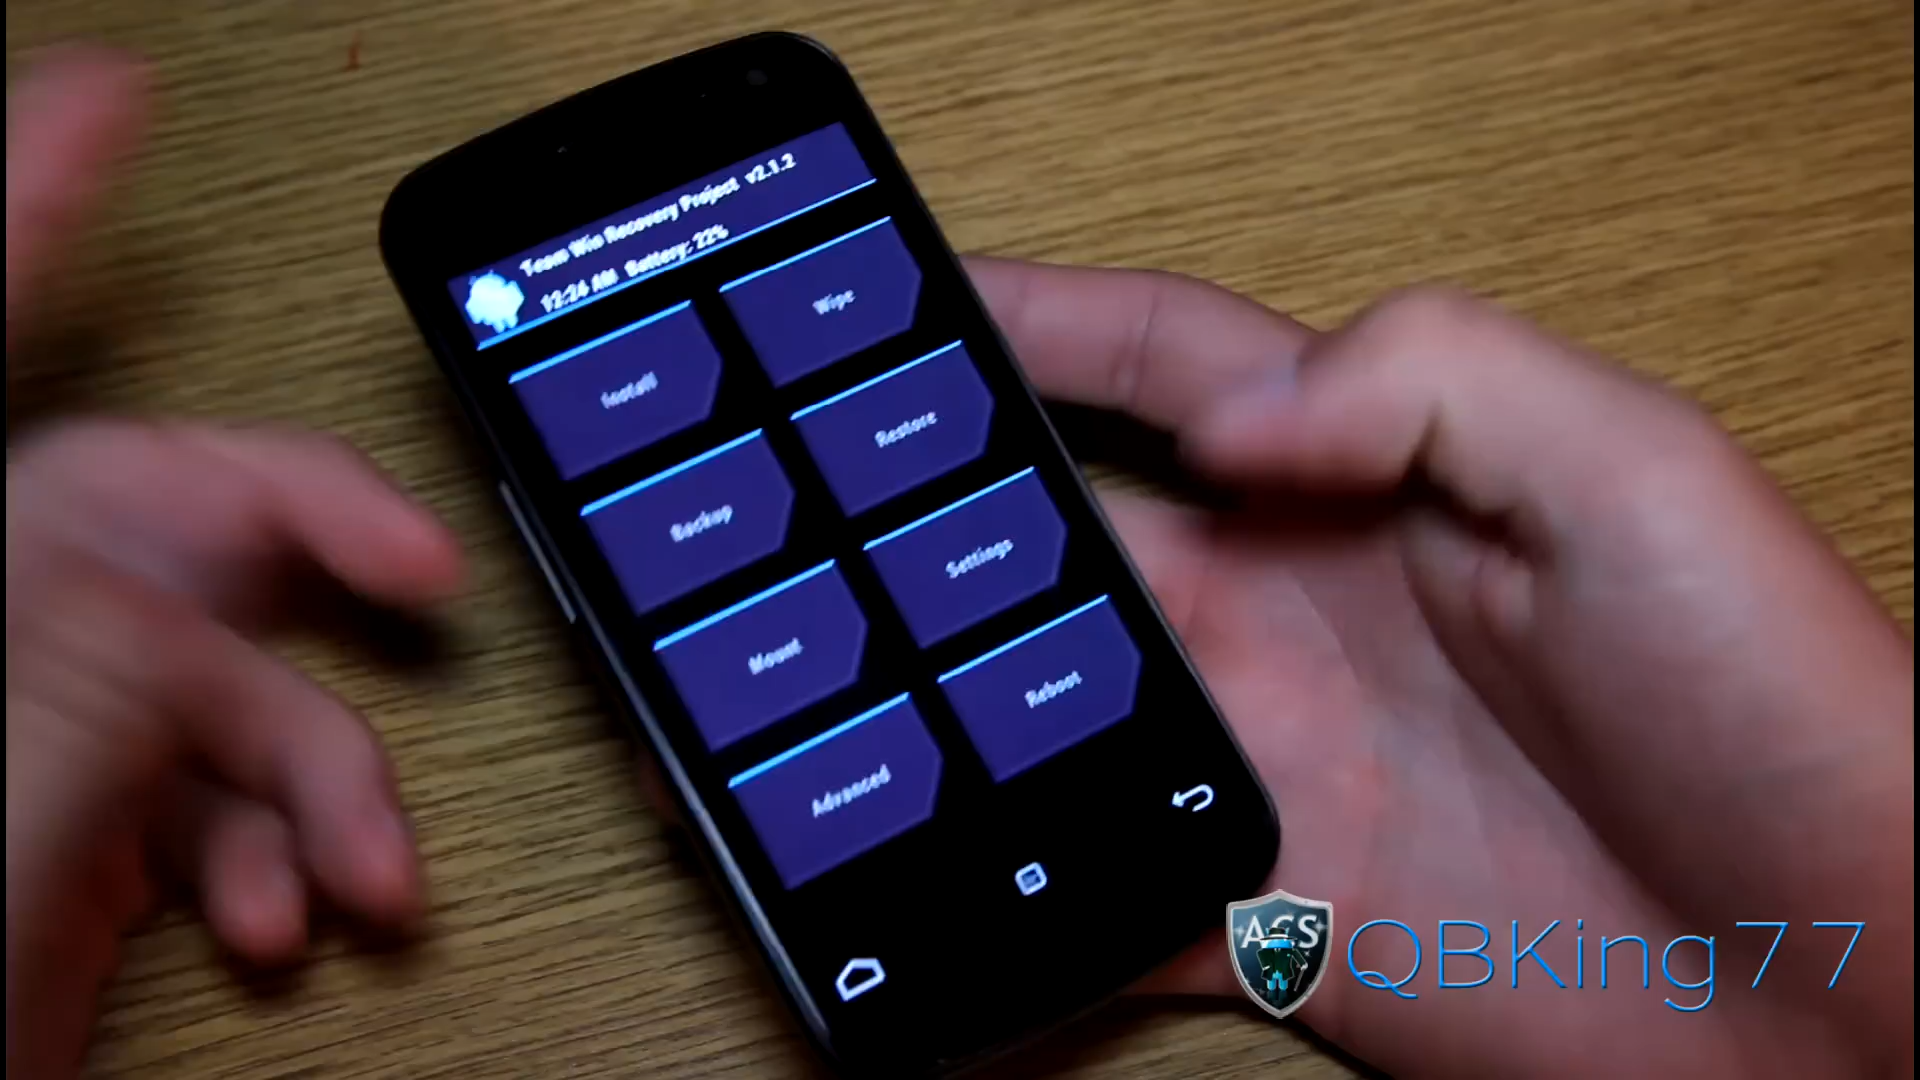 Team Win Recovery Project v2.1.2
12:24 AM Battery: 22%
Install
Wipe
Backup
Restore
Mount
Settings
Advanced
Reboot
ACS
QBKing77